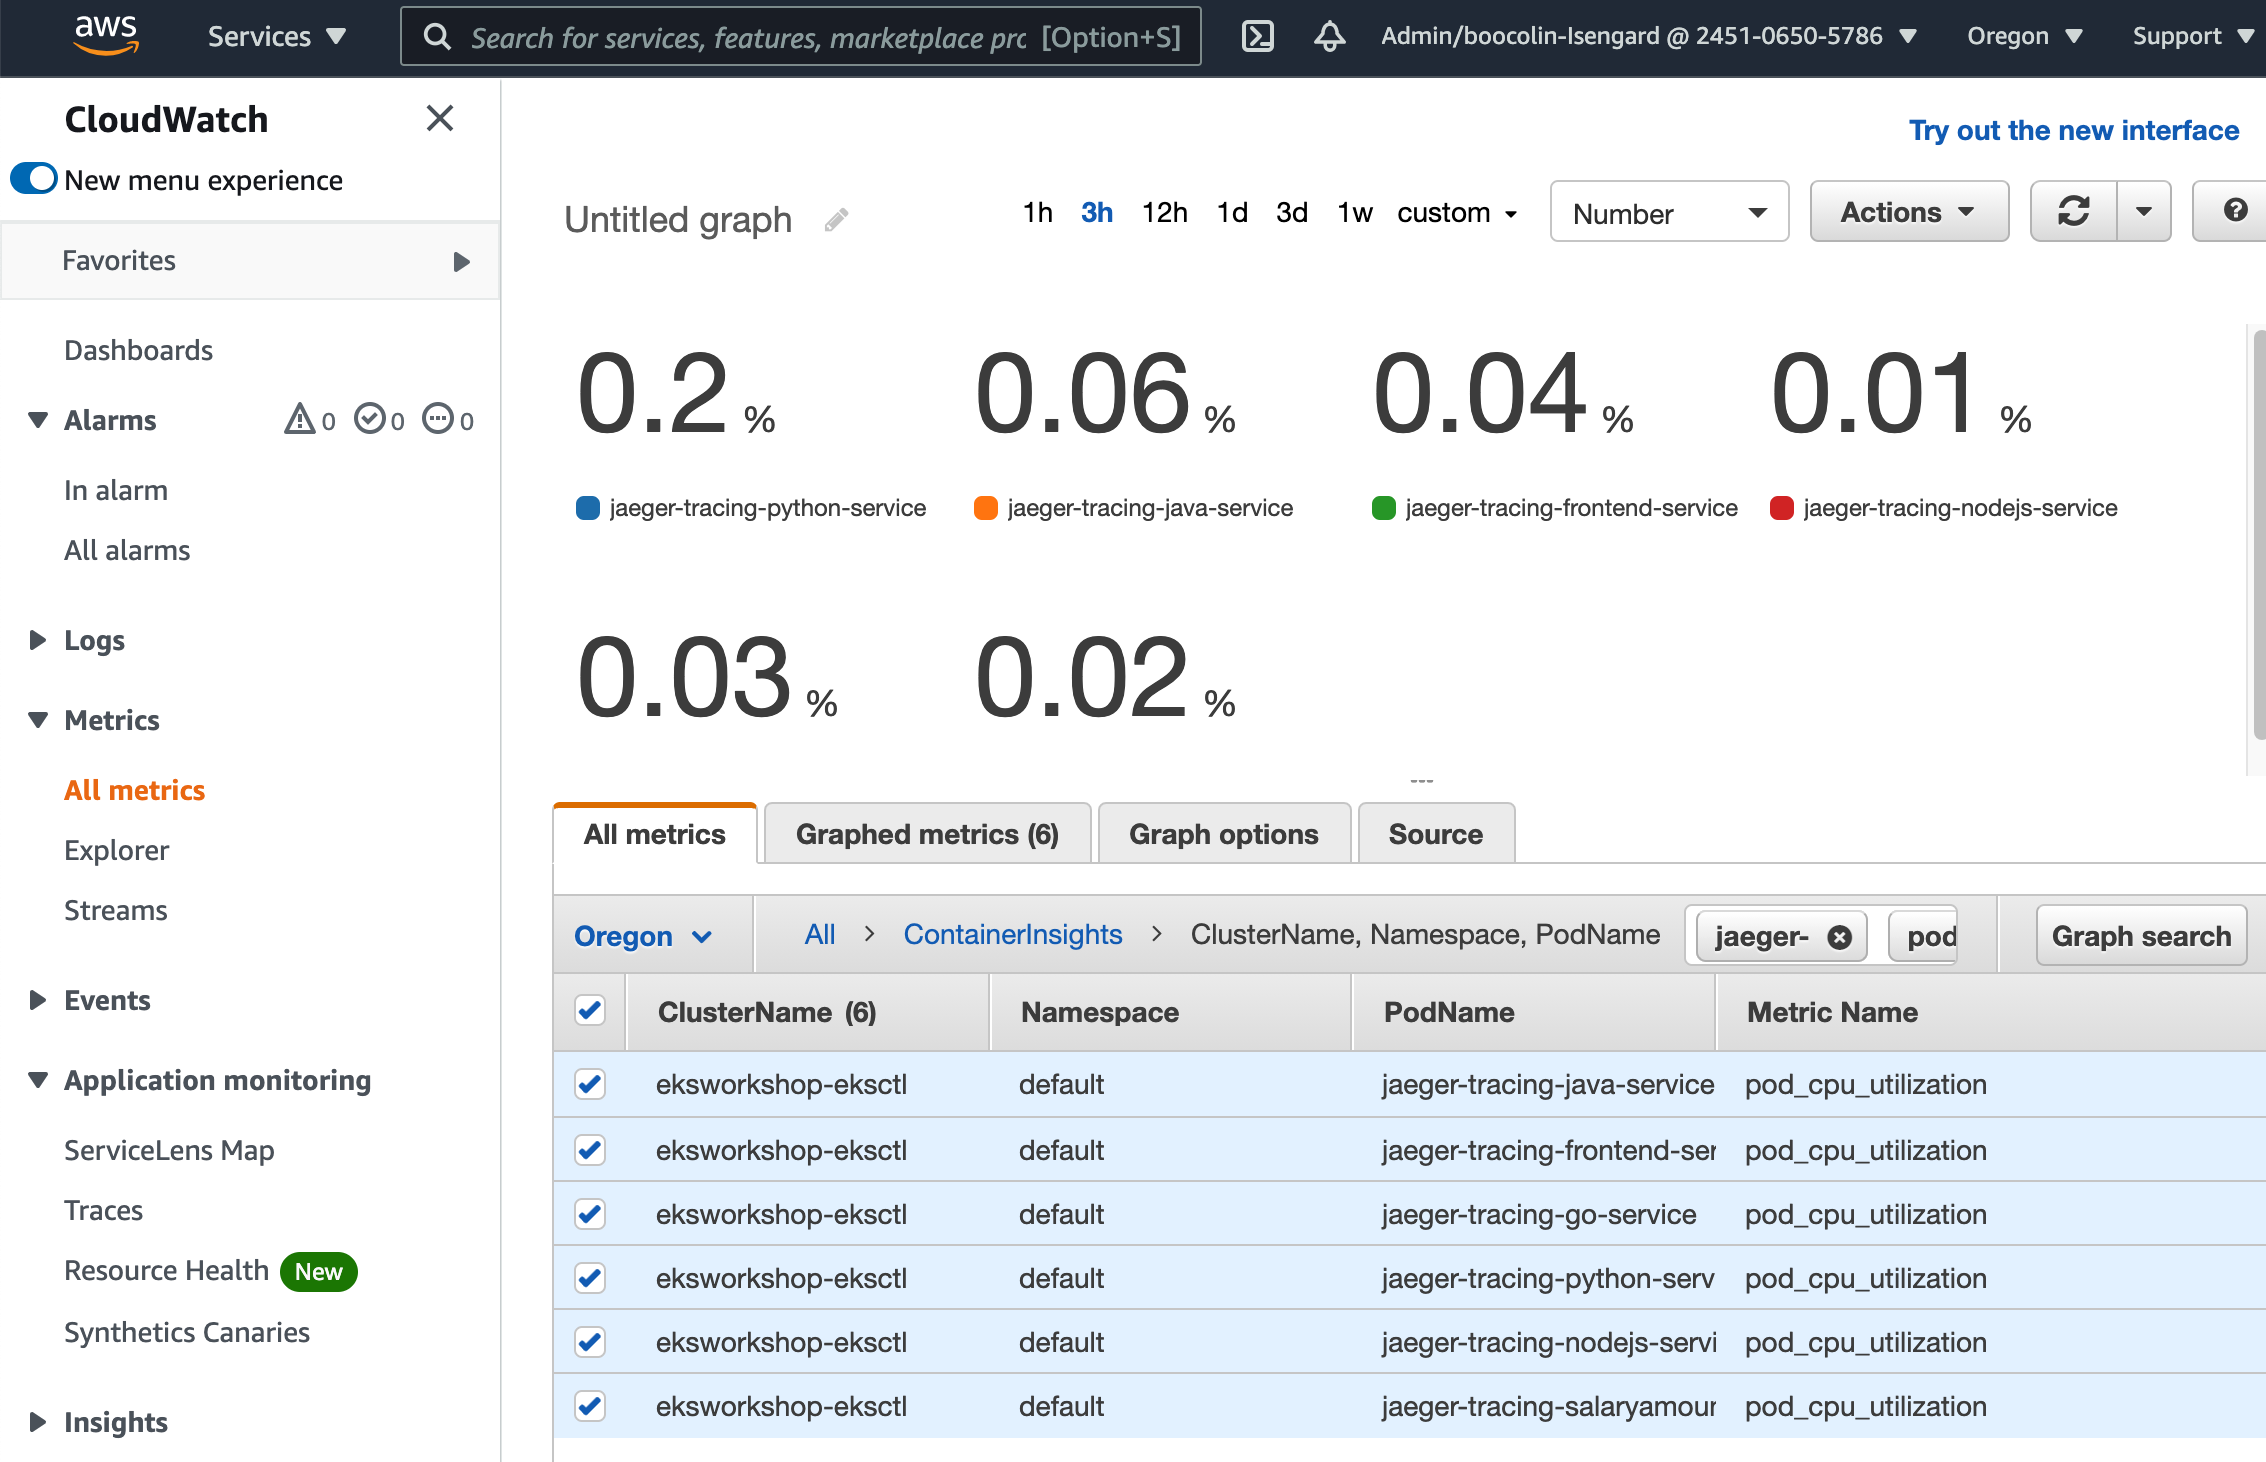 aws
Services
Search for services, features, marketplace prc [Option+S]
Admin/boocolin-Isengard @ 2451-0650-5786
Oregon
Support
CloudWatch
New menu experience
Favorites
Dashboards
Alarms 0 0 0
In alarm
All alarms
Logs
Metrics
All metrics
Explorer
Streams
Events
Application monitoring
ServiceLens Map
Traces
Resource Health New
Synthetics Canaries
Insights
Try out the new interface
Untitled graph
1h 3h 12h 1d 3d 1w custom
Number
Actions
?
0.2 %
jaeger-tracing-python-service
0.06 %
jaeger-tracing-java-service
0.04 %
jaeger-tracing-frontend-service
0.01 %
jaeger-tracing-nodejs-service
0.03 %
0.02 %
All metrics
Graphed metrics (6)
Graph options
Source
Oregon
All > ContainerInsights > ClusterName, Namespace, PodName
jaeger-
pod
Graph search
ClusterName (6) Namespace PodName Metric Name
eksworkshop-eksctl default jaeger-tracing-java-service pod_cpu_utilization
eksworkshop-eksctl default jaeger-tracing-frontend-ser pod_cpu_utilization
eksworkshop-eksctl default jaeger-tracing-go-service pod_cpu_utilization
eksworkshop-eksctl default jaeger-tracing-python-serv pod_cpu_utilization
eksworkshop-eksctl default jaeger-tracing-nodejs-servi pod_cpu_utilization
eksworkshop-eksctl default jaeger-tracing-salaryamour pod_cpu_utilization